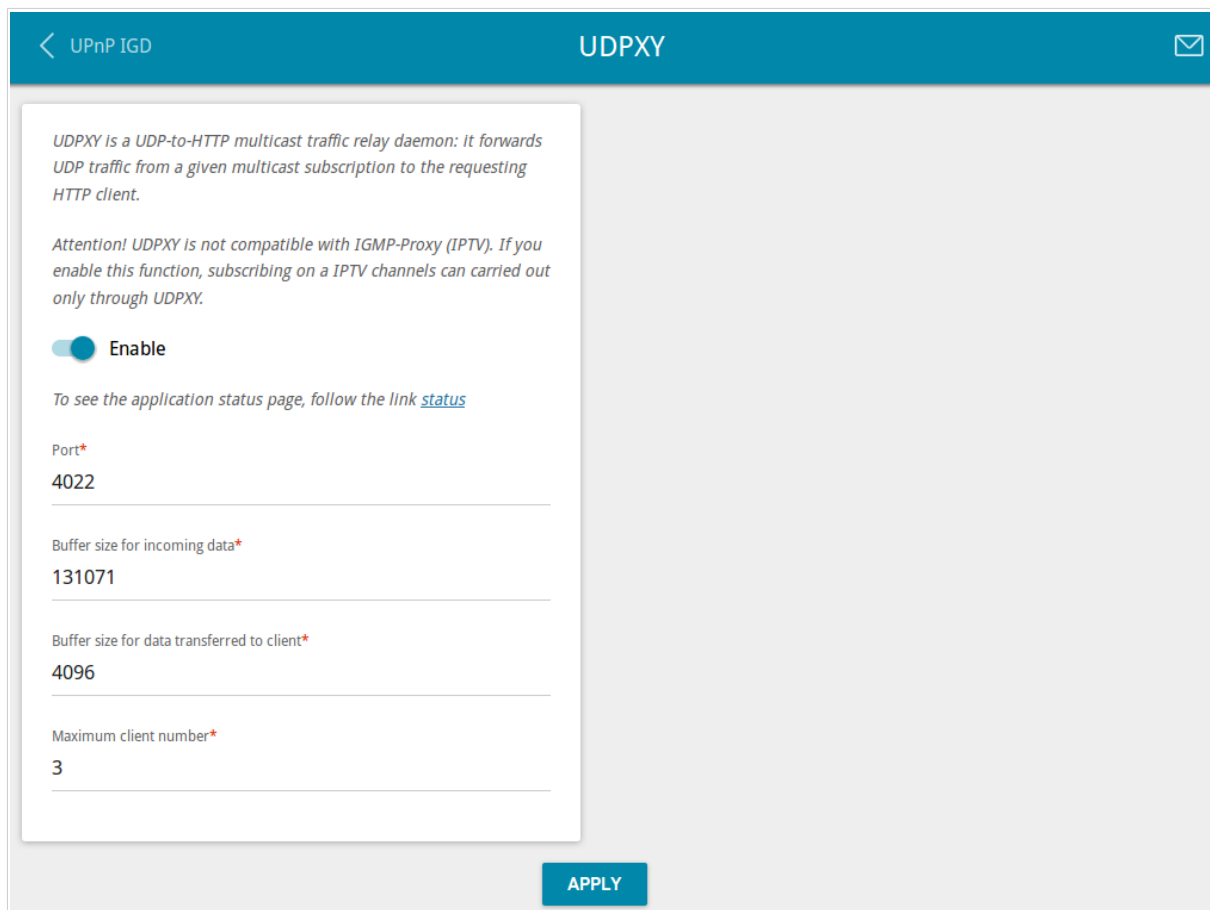 UPnP IGD
UDPXY
UDPXY is a UDP-to-HTTP multicast traffic relay daemon: it forwards
UDP traffic from a given multicast subscription to the requesting
HTTP client.
Attention! UDPXY is not compatible with IGMP-Proxy (IPTV). If you
enable this function, subscribing on a IPTV channels can carried out
only through UDPXY.
Enable
To see the application status page, follow the link status
Port*
4022
Buffer size for incoming data*
131071
Buffer size for data transferred to client*
4096
Maximum client number*
3
APPLY